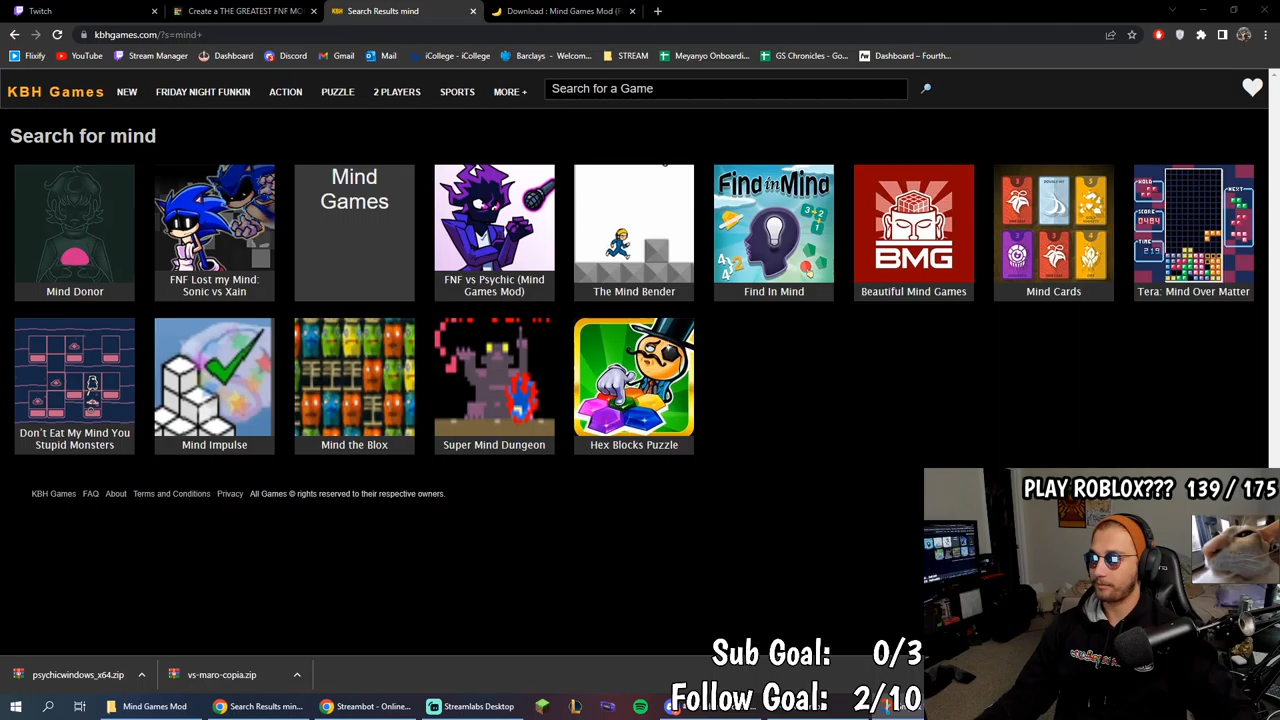 Twitch
Create a THE GREATEST FNF MO
Search Results mind
Download : Mind Games Mod (F
kbhgames.com/?s=mind+
Flixify
YouTube
Stream Manager
Dashboard
Discord
Gmail
Mail
iCollege - iCollege
Barclays - Welcom...
STREAM
Meyanyo Onboardi...
GS Chronicles - Go...
Dashboard – Fourth...
KBH Games
NEW
FRIDAY NIGHT FUNKIN
ACTION
PUZZLE
2 PLAYERS
SPORTS
MORE +
Search for a Game
Search for mind
Mind
Games
Find in Mind
BMG
HOLD
NEXT
SCORE
TIME
Mind Donor
FNF Lost my Mind:
Sonic vs Xain
FNF vs Psychic (Mind
Games Mod)
The Mind Bender
Find In Mind
Beautiful Mind Games
Mind Cards
Tera: Mind Over Matter
Don't Eat My Mind You
Stupid Monsters
Mind Impulse
Mind the Blox
Super Mind Dungeon
Hex Blocks Puzzle
KBH Games
FAQ
About
Terms and Conditions
Privacy
All Games © rights reserved to their respective owners.
PLAY ROBLOX??? 139 / 175
Sub Goal: 0/3
Follow Goal: 2/10
psychicwindows_x64.zip
vs-maro-copia.zip
Mind Games Mod
Search Results min...
Streambot - Online...
Streamlabs Desktop